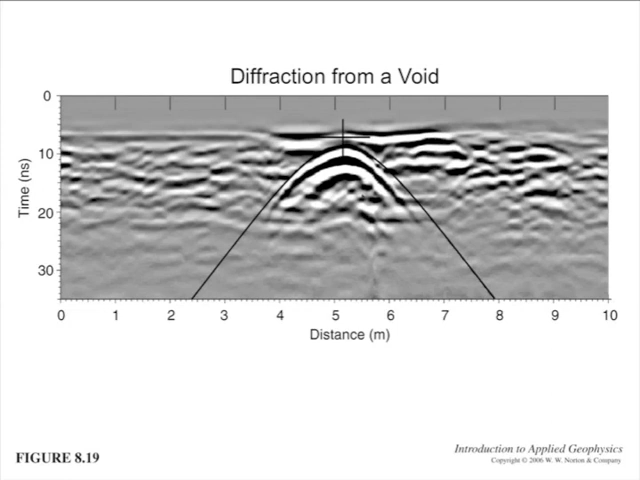 Diffraction from a Void
0
10
20
30
Time (ns)
0 1 2 3 4 5 6 7 8 9 10
Distance (m)
FIGURE 8.19
Introduction to Applied Geophysics
Copyright © 2006 W. W. Norton & Company